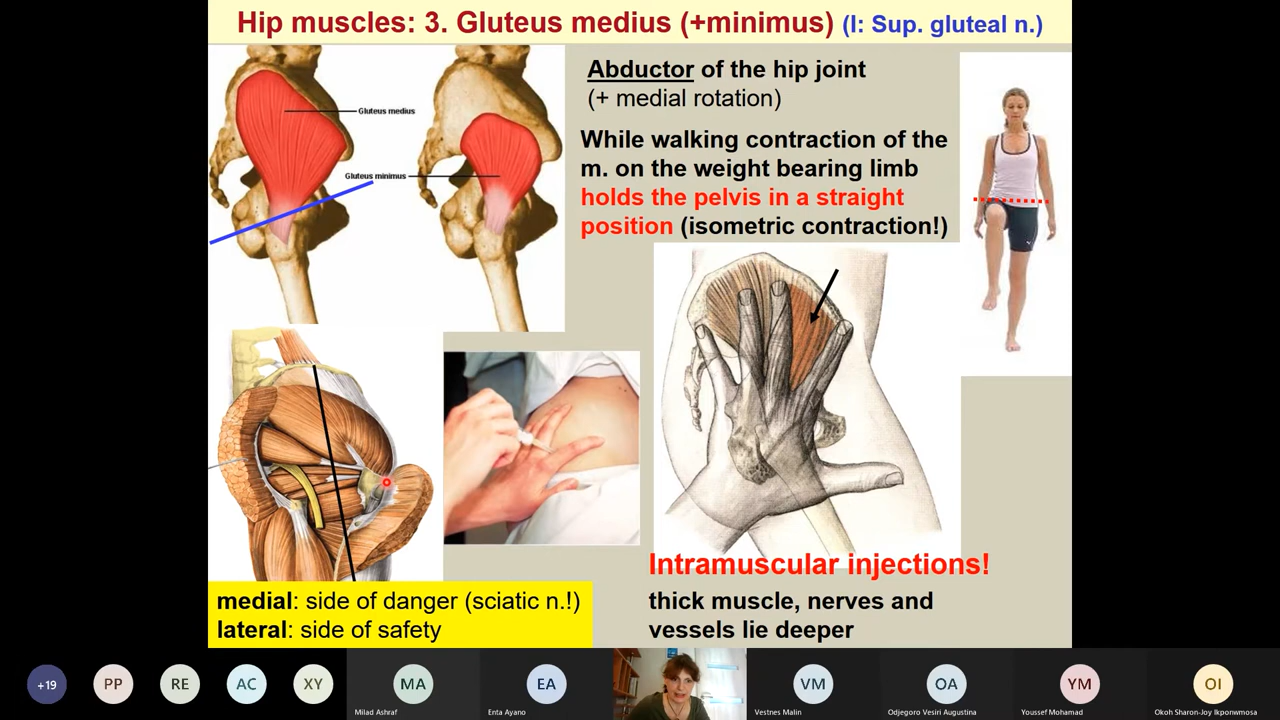 Hip muscles: 3. Gluteus medius (+minimus) (I: Sup. gluteal n.)
Gluteus medius
Gluteus minimus
Abductor of the hip joint
(+ medial rotation)
While walking contraction of the
m. on the weight bearing limb
holds the pelvis in a straight
position (isometric contraction!)
medial: side of danger (sciatic n.!)
lateral: side of safety
Intramuscular injections!
thick muscle, nerves and
vessels lie deeper
+19
PP
RE
AC
XY
MA
Milad Ashraf
EA
Enta Ayano
VM
Vestnes Malin
OA
Odjegoro Vesiri Augustina
YM
Youssef Mohamad
OI
Okoh Sharon-Joy Ikponwmosa